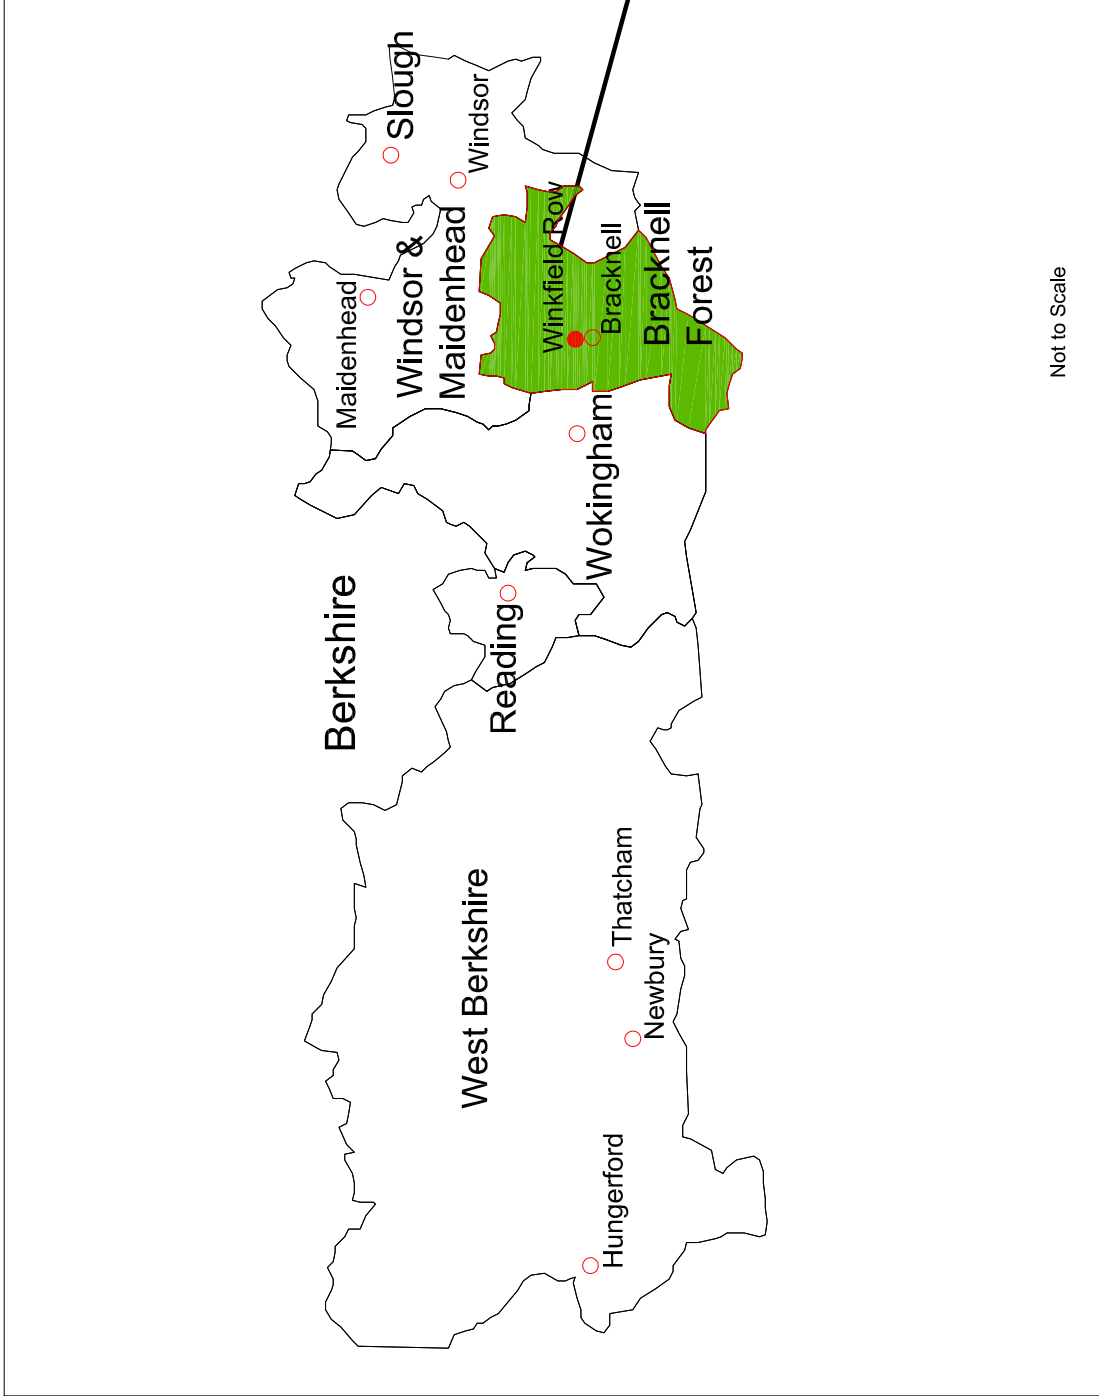 Berkshire
Slough
Windsor
Maidenhead
Windsor &
Maidenhead
Winkfield Row
Bracknell
Bracknell
Forest
Wokingham
Reading
West Berkshire
Thatcham
Newbury
Hungerford
Not to Scale